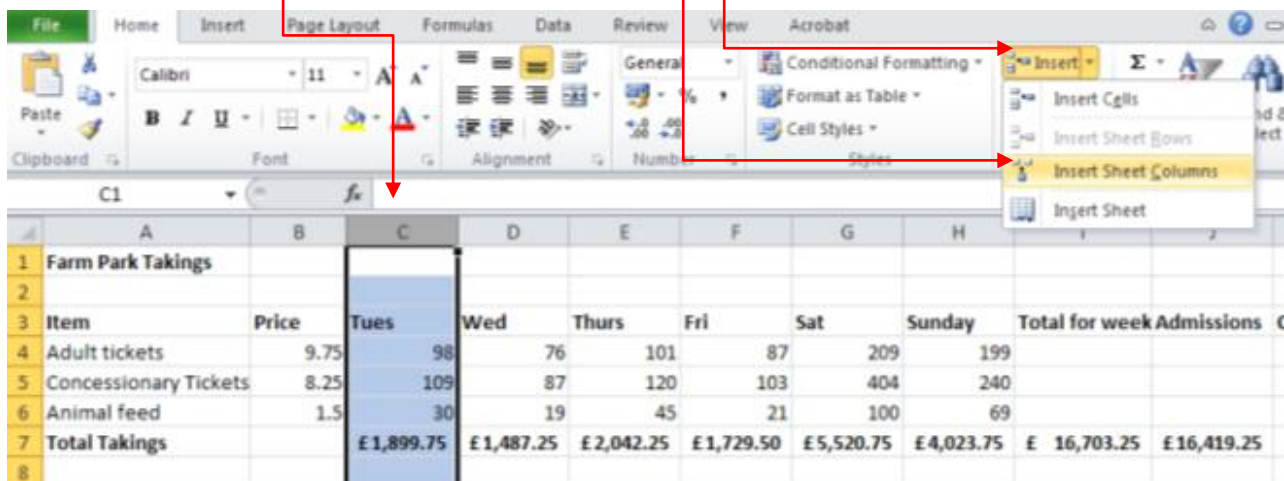 File Home Insert Page Layout Formulas Data Review View Acrobat
Calibri 11 A A General Conditional Formatting Insert Σ
Paste B I U A % , Format as Table Insert Cells
Cell Styles Insert Sheet Rows
Clipboard Font Alignment Number Styles Insert Sheet Columns
C1 fx Insert Sheet
A B C D E F G H
1 Farm Park Takings
2
3 Item Price Tues Wed Thurs Fri Sat Sunday Total for week Admissions
4 Adult tickets 9.75 98 76 101 87 209 199
5 Concessionary Tickets 8.25 109 87 120 103 404 240
6 Animal feed 1.5 30 19 45 21 100 69
7 Total Takings £1,899.75 £1,487.25 £2,042.25 £1,729.50 £5,520.75 £4,023.75 £ 16,703.25 £16,419.25
8